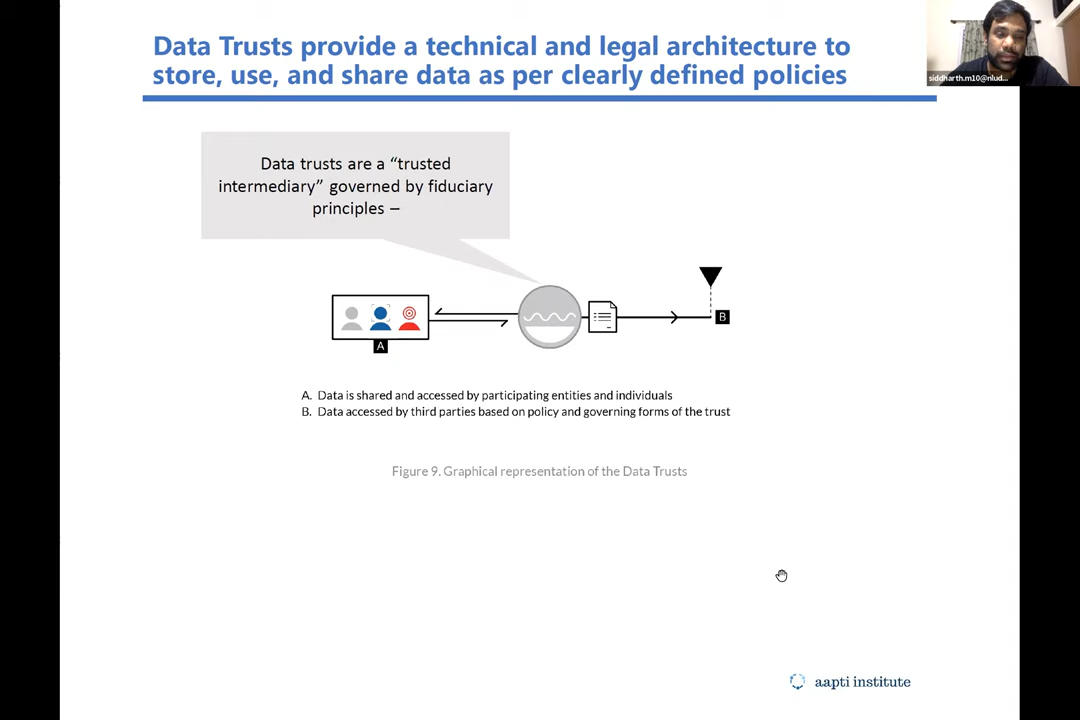 Data Trusts provide a technical and legal architecture to
store, use, and share data as per clearly defined policies
siddharth.m10@nlud...
Data trusts are a “trusted
intermediary” governed by fiduciary
principles –
A
B
A. Data is shared and accessed by participating entities and individuals
B. Data accessed by third parties based on policy and governing forms of the trust
Figure 9. Graphical representation of the Data Trusts
aapti institute